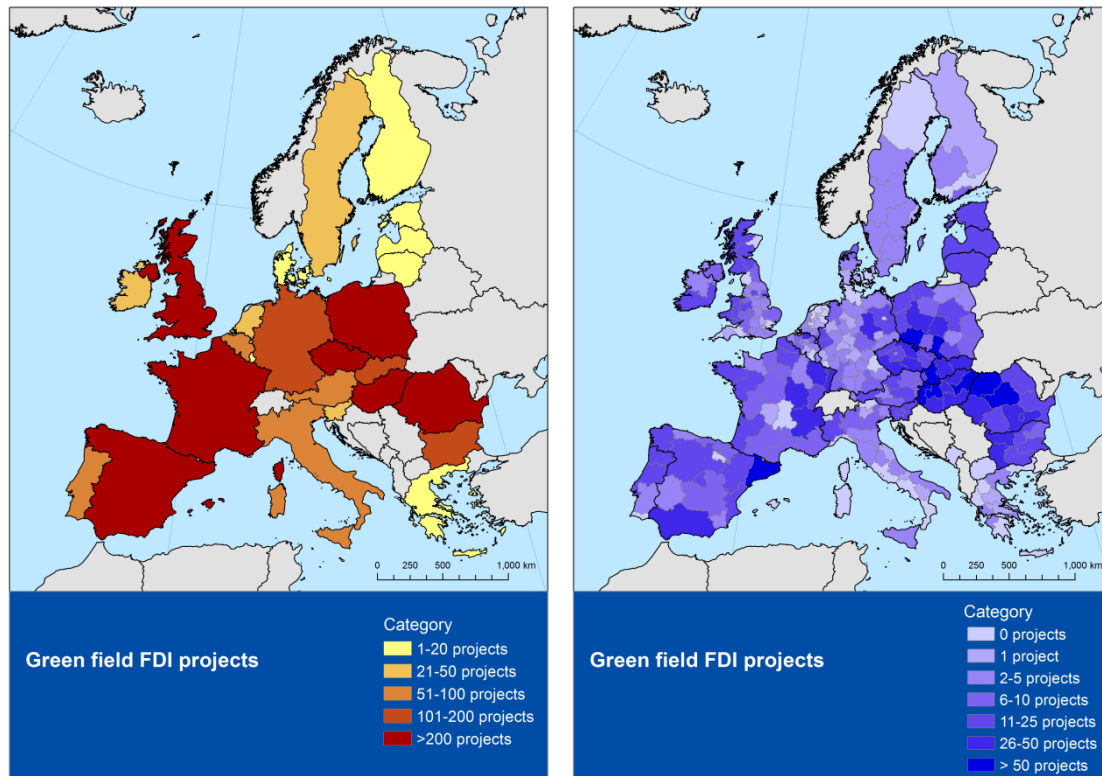 0 250 500 1,000 km
Green field FDI projects
Category
1-20 projects
21-50 projects
51-100 projects
101-200 projects
>200 projects
0 250 500 1,000 km
Green field FDI projects
Category
0 projects
1 project
2-5 projects
6-10 projects
11-25 projects
26-50 projects
> 50 projects